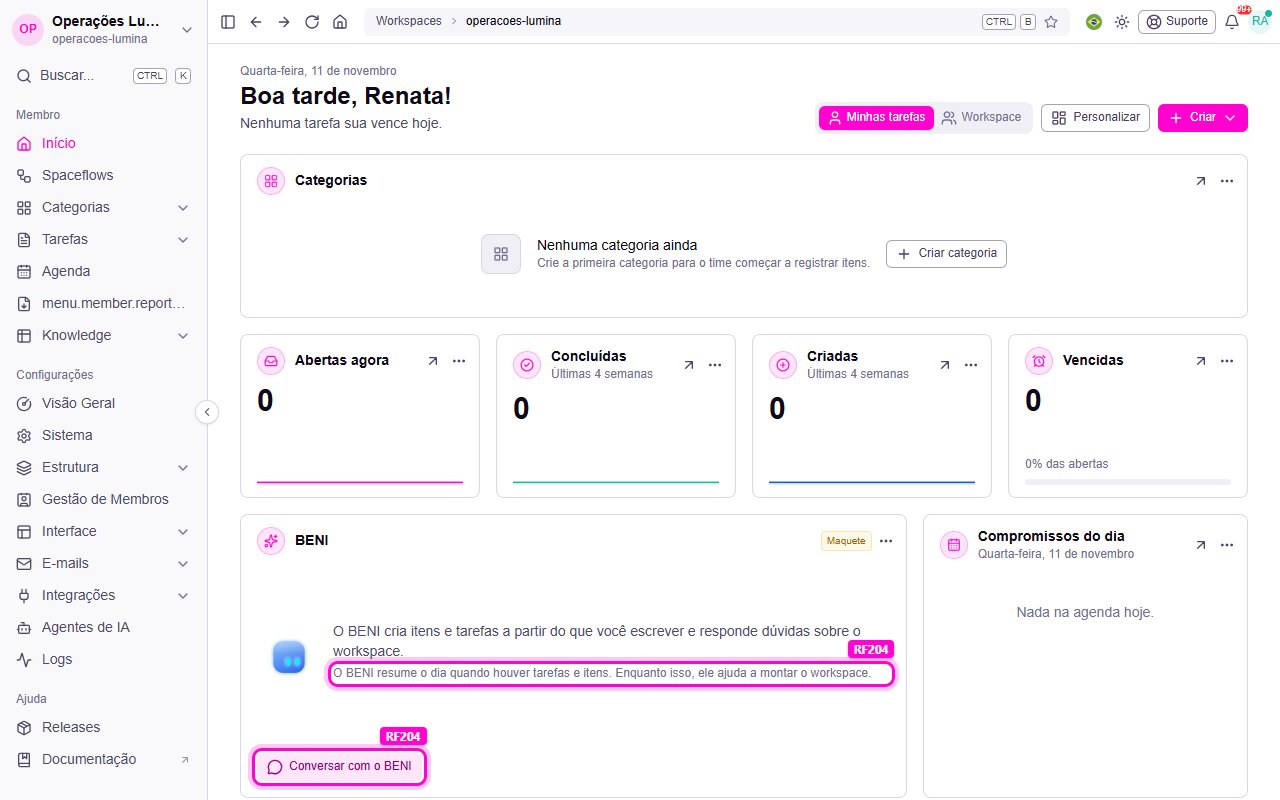 OP
Operações Lu...
operacoes-lumina
Buscar...
CTRL K
Membro
Início
Spaceflows
Categorias
Tarefas
Agenda
menu.member.report...
Knowledge
Configurações
Visão Geral
Sistema
Estrutura
Gestão de Membros
Interface
E-mails
Integrações
Agentes de IA
Logs
Ajuda
Releases
Documentação
Workspaces > operacoes-lumina
CTRL B
Suporte
99+
RA
Quarta-feira, 11 de novembro
Boa tarde, Renata!
Nenhuma tarefa sua vence hoje.
Minhas tarefas
Workspace
Personalizar
Criar
Categorias
Nenhuma categoria ainda
Crie a primeira categoria para o time começar a registrar itens.
Criar categoria
Abertas agora
0
Concluídas
Últimas 4 semanas
0
Criadas
Últimas 4 semanas
0
Vencidas
0
0% das abertas
BENI
Maquete
O BENI cria itens e tarefas a partir do que você escrever e responde dúvidas sobre o
workspace.
RF204
O BENI resume o dia quando houver tarefas e itens. Enquanto isso, ele ajuda a montar o workspace.
RF204
Conversar com o BENI
Compromissos do dia
Quarta-feira, 11 de novembro
Nada na agenda hoje.